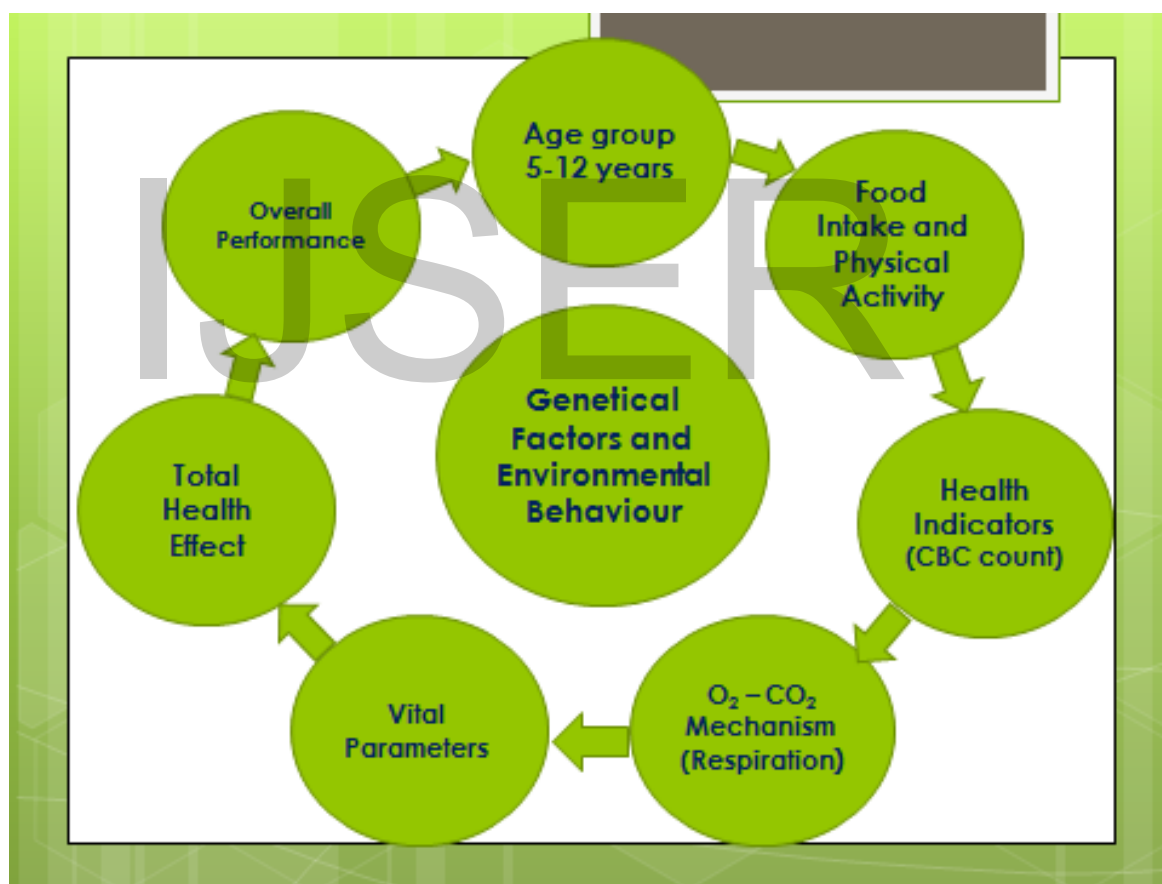 Age group
5-12 years
Food
Intake and
Physical
Activity
Health
Indicators
(CBC count)
O₂ – CO₂
Mechanism
(Respiration)
Vital
Parameters
Total
Health
Effect
Overall
Performance
Genetical
Factors and
Environmental
Behaviour
IJSER